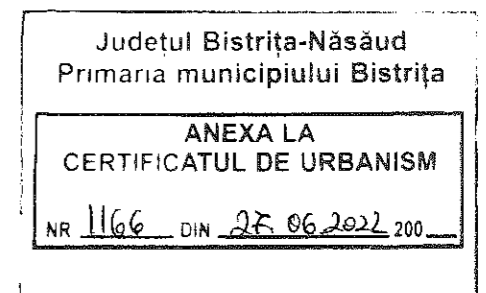 Județul Bistrița-Năsăud
Primaria municipiului Bistrița
ANEXA LA
CERTIFICATUL DE URBANISM
NR 1166 DIN 27. 06.2022 200